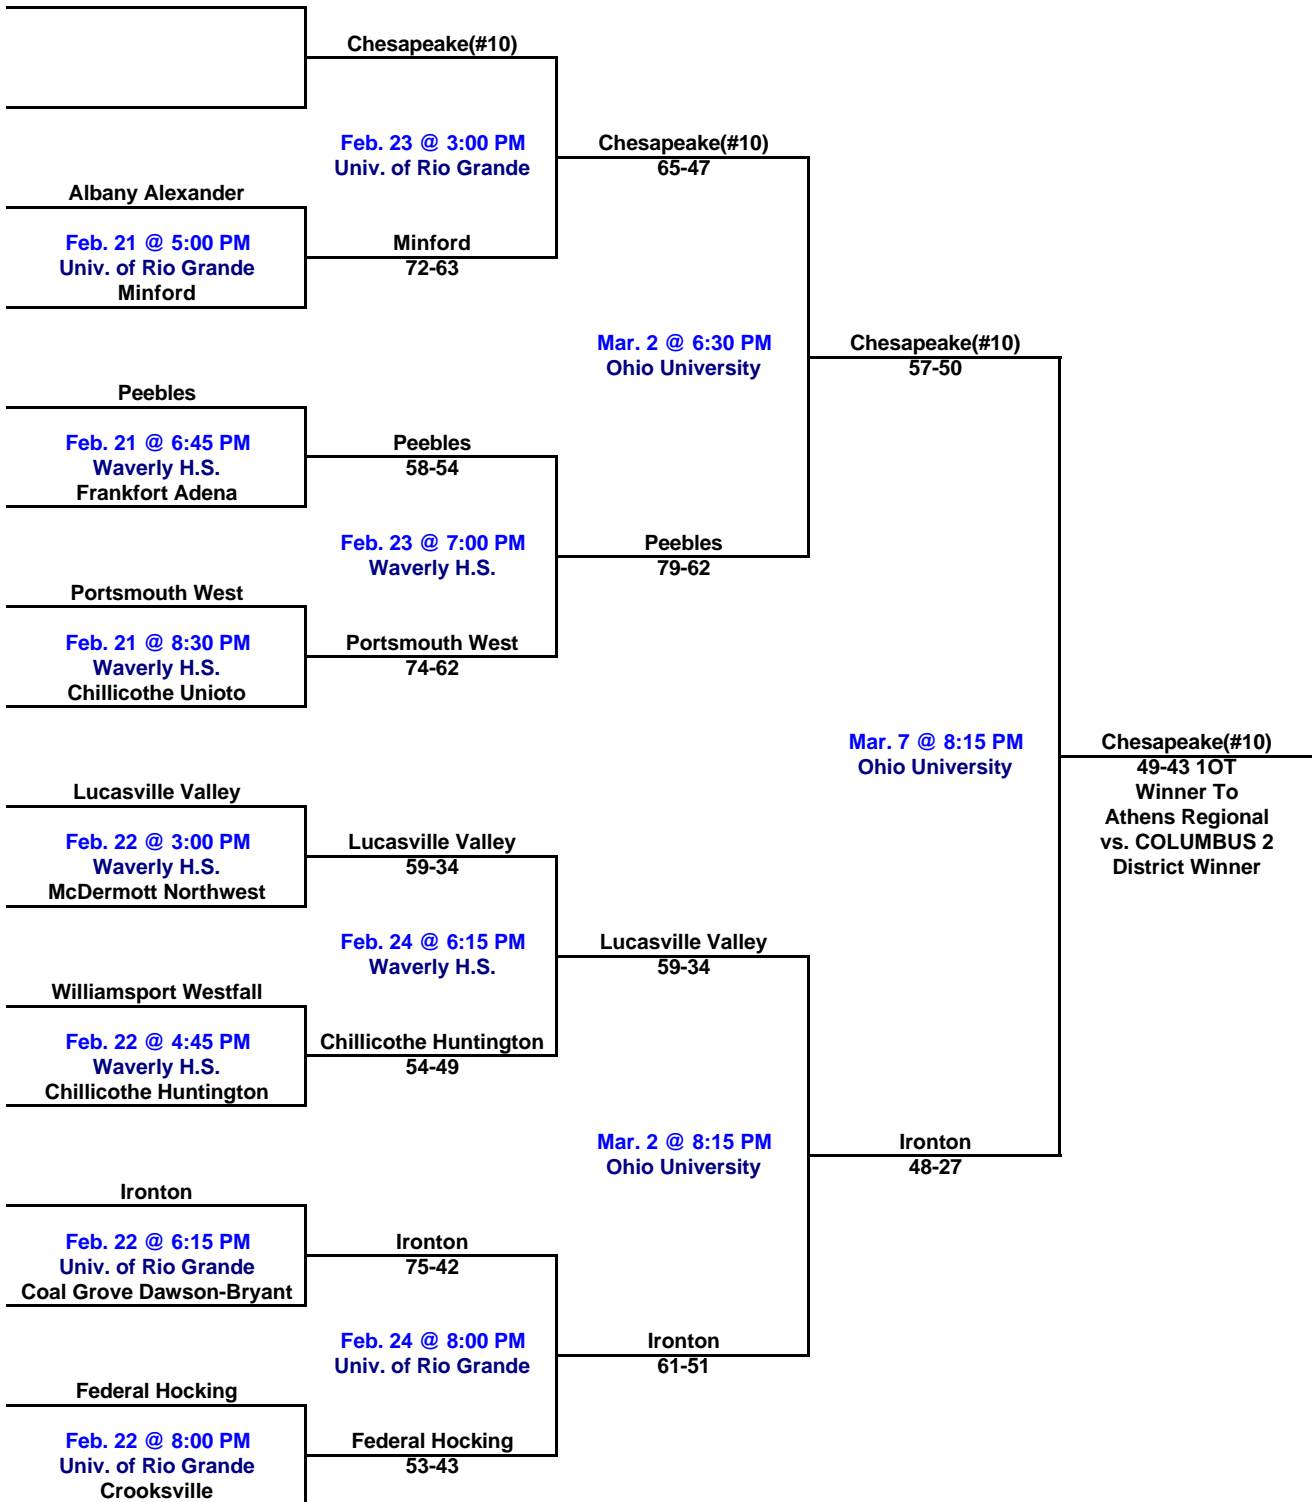 Chesapeake(#10)
Feb. 23 @ 3:00 PM
Univ. of Rio Grande
Chesapeake(#10)
65-47
Albany Alexander
Feb. 21 @ 5:00 PM
Univ. of Rio Grande
Minford
Minford
72-63
Mar. 2 @ 6:30 PM
Ohio University
Chesapeake(#10)
57-50
Peebles
Feb. 21 @ 6:45 PM
Waverly H.S.
Frankfort Adena
Peebles
58-54
Feb. 23 @ 7:00 PM
Waverly H.S.
Peebles
79-62
Portsmouth West
Feb. 21 @ 8:30 PM
Waverly H.S.
Chillicothe Unioto
Portsmouth West
74-62
Mar. 7 @ 8:15 PM
Ohio University
Chesapeake(#10)
49-43 1OT
Winner To
Athens Regional
vs. COLUMBUS 2
District Winner
Lucasville Valley
Feb. 22 @ 3:00 PM
Waverly H.S.
McDermott Northwest
Lucasville Valley
59-34
Feb. 24 @ 6:15 PM
Waverly H.S.
Lucasville Valley
59-34
Williamsport Westfall
Feb. 22 @ 4:45 PM
Waverly H.S.
Chillicothe Huntington
Chillicothe Huntington
54-49
Mar. 2 @ 8:15 PM
Ohio University
Ironton
48-27
Ironton
Feb. 22 @ 6:15 PM
Univ. of Rio Grande
Coal Grove Dawson-Bryant
Ironton
75-42
Feb. 24 @ 8:00 PM
Univ. of Rio Grande
Ironton
61-51
Federal Hocking
Feb. 22 @ 8:00 PM
Univ. of Rio Grande
Crooksville
Federal Hocking
53-43